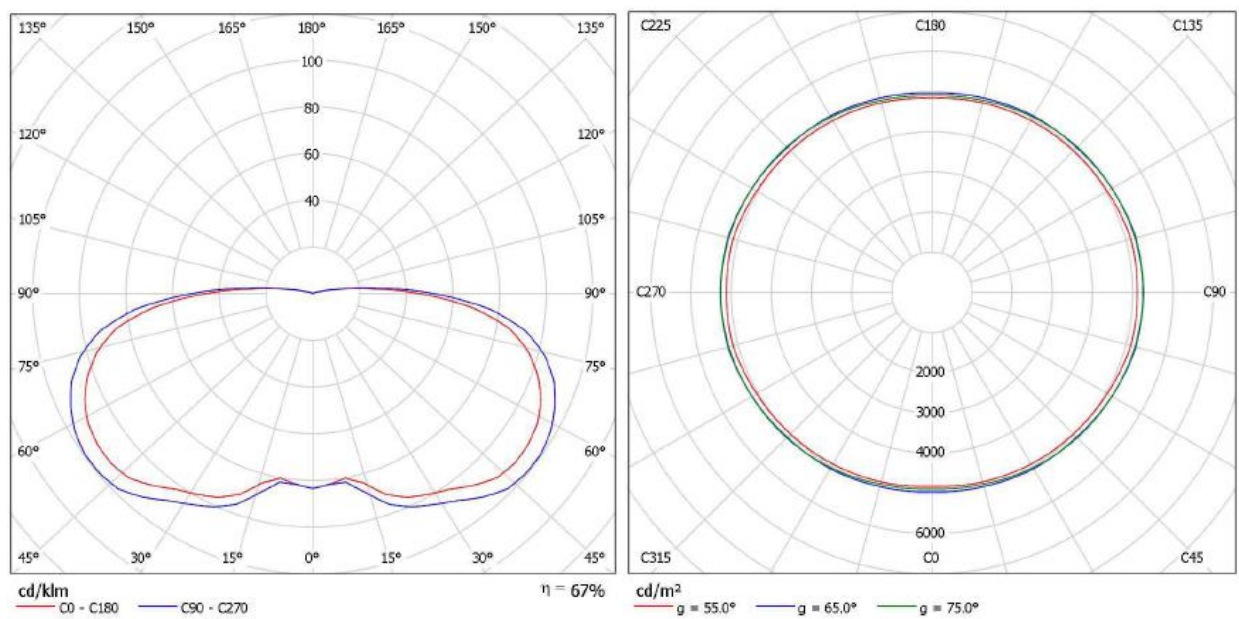 135° 150° 165° 180° 165° 150° 135°
100
80
120° 60 120°
40
105° 105°
90° 90°
75° 75°
60° 60°
45° 30° 15° 0° 15° 30° 45°
cd/klm η = 67%
C0 - C180 C90 - C270
C225 C180 C135
C270 C90
2000
3000
4000
6000
C315 C0 C45
cd/m²
g = 55.0° g = 65.0° g = 75.0°